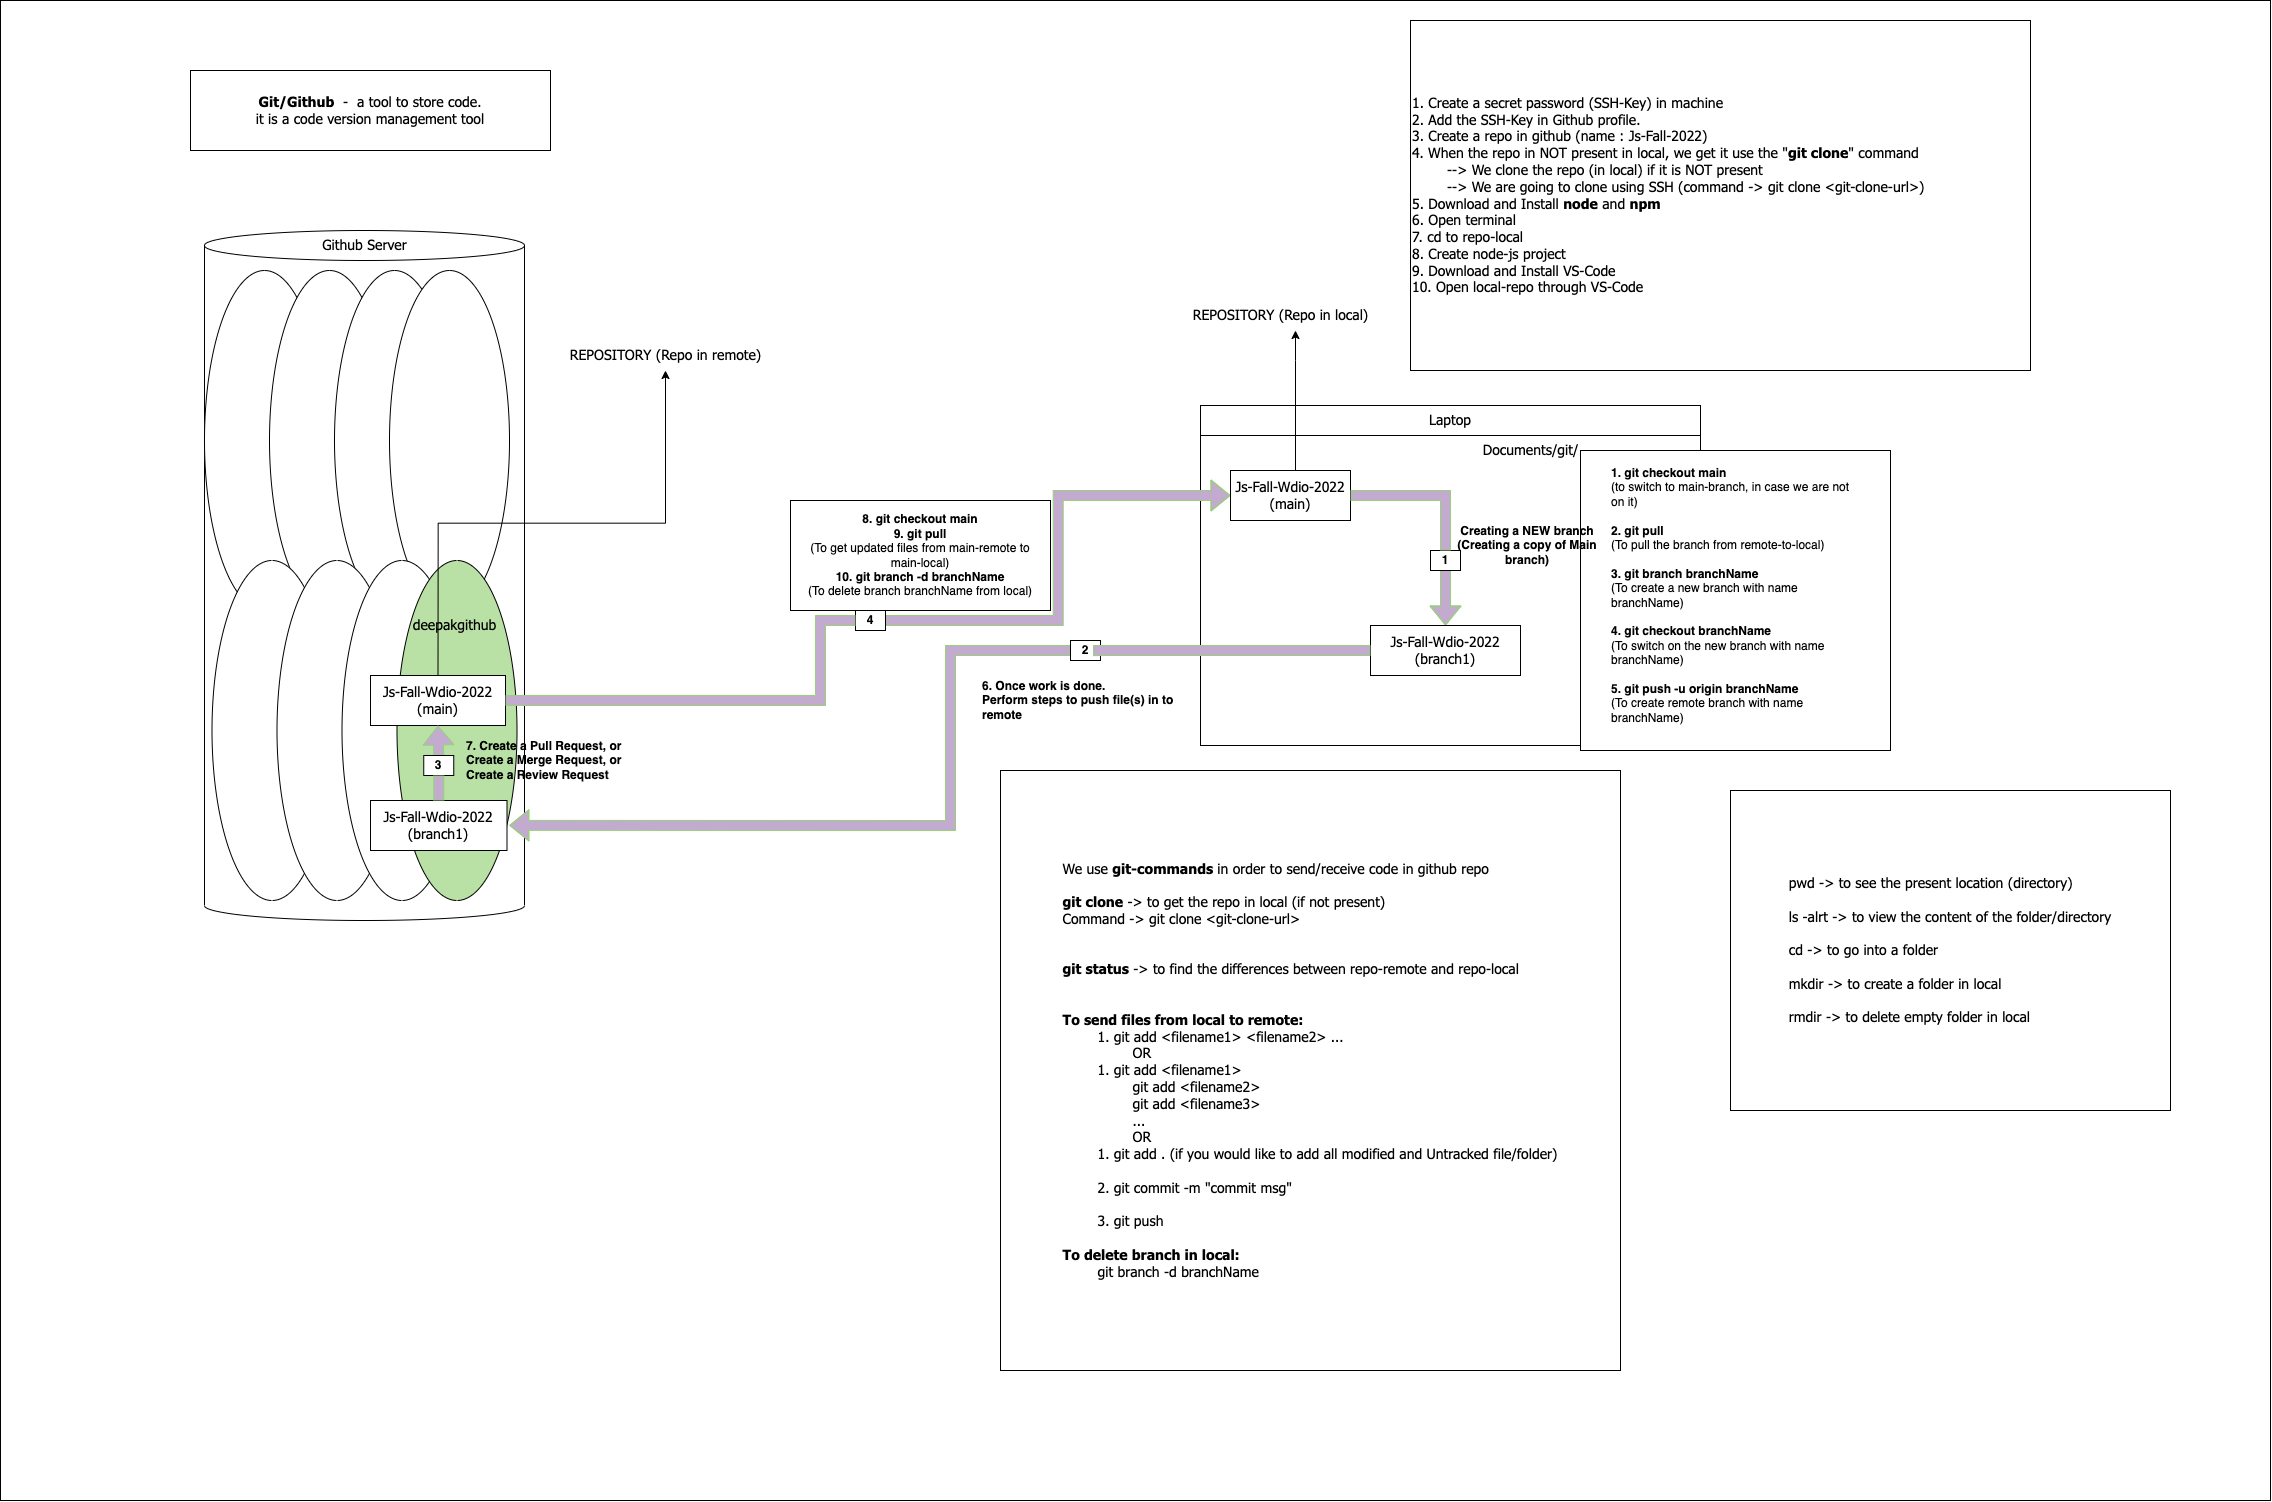 Git/Github - a tool to store code.
it is a code version management tool
1. Create a secret password (SSH-Key) in machine
2. Add the SSH-Key in Github profile.
3. Create a repo in github (name : Js-Fall-2022)
4. When the repo in NOT present in local, we get it use the "git clone" command
--> We clone the repo (in local) if it is NOT present
--> We are going to clone using SSH (command -> git clone <git-clone-url>)
5. Download and Install node and npm
6. Open terminal
7. cd to repo-local
8. Create node-js project
9. Download and Install VS-Code
10. Open local-repo through VS-Code
Github Server
REPOSITORY (Repo in remote)
REPOSITORY (Repo in local)
deepakgithub
Js-Fall-Wdio-2022
(main)
3
7. Create a Pull Request, or
Create a Merge Request, or
Create a Review Request
Js-Fall-Wdio-2022
(branch1)
8. git checkout main
9. git pull
(To get updated files from main-remote to
main-local)
10. git branch -d branchName
(To delete branch branchName from local)
4
2
6. Once work is done.
Perform steps to push file(s) in to
remote
Laptop
Documents/git/
Js-Fall-Wdio-2022
(main)
Creating a NEW branch
(Creating a copy of Main
branch)
1
Js-Fall-Wdio-2022
(branch1)
1. git checkout main
(to switch to main-branch, in case we are not
on it)
2. git pull
(To pull the branch from remote-to-local)
3. git branch branchName
(To create a new branch with name
branchName)
4. git checkout branchName
(To switch on the new branch with name
branchName)
5. git push -u origin branchName
(To create remote branch with name
branchName)
We use git-commands in order to send/receive code in github repo
git clone -> to get the repo in local (if not present)
Command -> git clone <git-clone-url>
git status -> to find the differences between repo-remote and repo-local
To send files from local to remote:
1. git add <filename1> <filename2> ...
OR
1. git add <filename1>
git add <filename2>
git add <filename3>
...
OR
1. git add . (if you would like to add all modified and Untracked file/folder)
2. git commit -m "commit msg"
3. git push
To delete branch in local:
git branch -d branchName
pwd -> to see the present location (directory)
ls -alrt -> to view the content of the folder/directory
cd -> to go into a folder
mkdir -> to create a folder in local
rmdir -> to delete empty folder in local